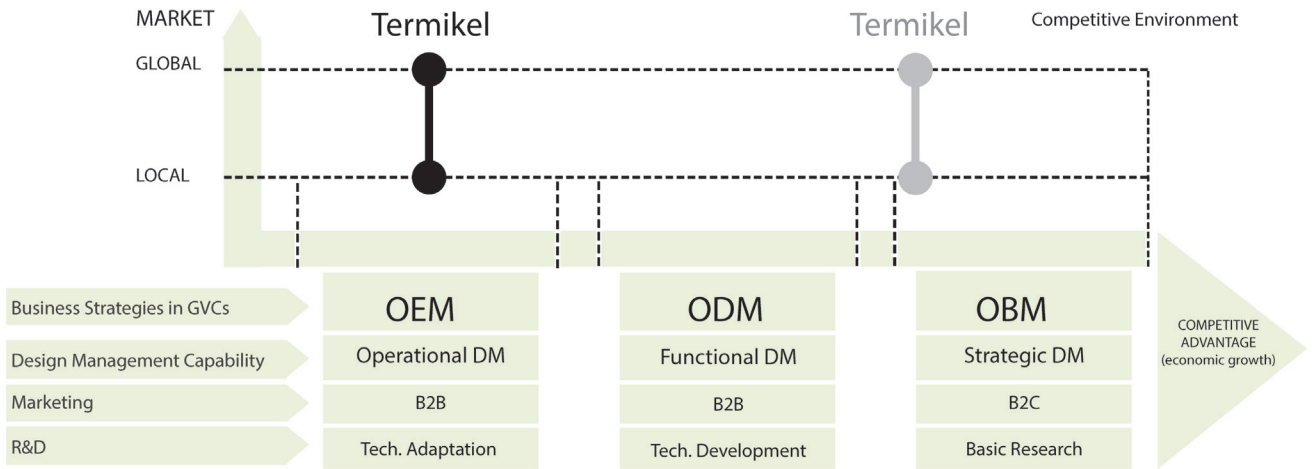 MARKET
Termikel
Termikel
Competitive Environment
GLOBAL
LOCAL
Business Strategies in GVCs
OEM
ODM
OBM
COMPETITIVE
ADVANTAGE
(economic growth)
Design Management Capability
Operational DM
Functional DM
Strategic DM
Marketing
B2B
B2B
B2C
R&D
Tech. Adaptation
Tech. Development
Basic Research